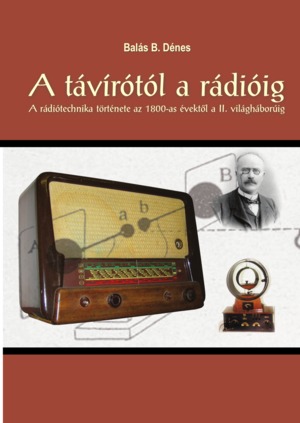 Balás B. Dénes
A távírótól a rádióig
A rádiótechnika története az 1800-as évektől a II. világháborúig
a b
A